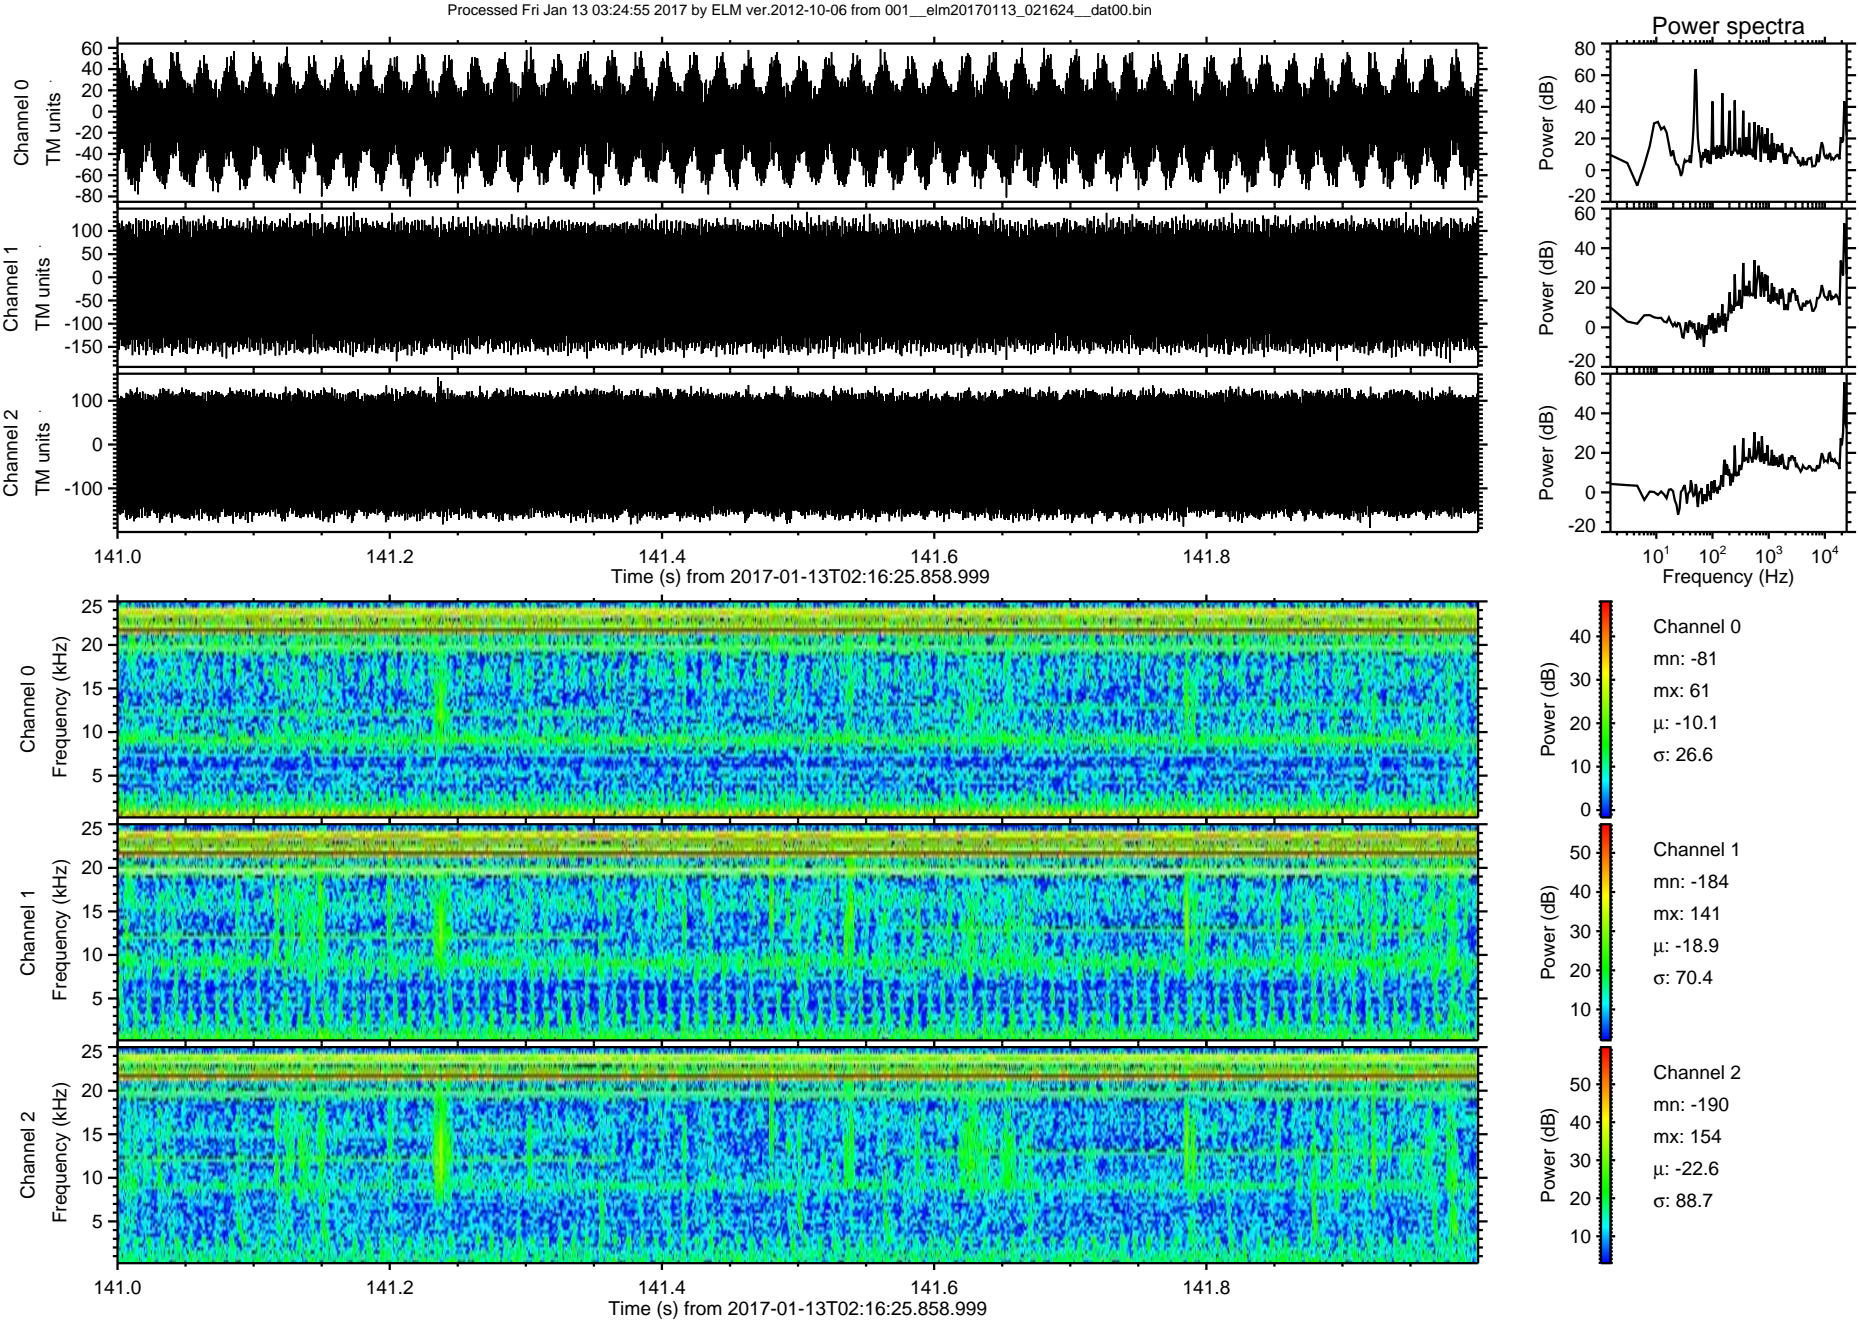 Processed Fri Jan 13 03:24:55 2017 by ELM ver.2012-10-06 from 001__elm20170113_021624__dat00.bin
Power spectra
Channel 0
TM units
60
40
20
0
-20
-40
-60
-80
Power (dB)
80
60
40
20
0
-20
Channel 1
TM units
100
50
0
-50
-100
-150
Power (dB)
60
40
20
0
-20
Channel 2
TM units
100
0
-100
Power (dB)
60
40
20
0
-20
141.0 141.2 141.4 141.6 141.8
Time (s) from 2017-01-13T02:16:25.858.999
10¹ 10² 10³ 10⁴
Frequency (Hz)
Channel 0
Frequency (kHz)
25
20
15
10
5
Power (dB)
40
30
20
10
0
Channel 0
mn: -81
mx: 61
μ: -10.1
σ: 26.6
Channel 1
Frequency (kHz)
25
20
15
10
5
Power (dB)
50
40
30
20
10
Channel 1
mn: -184
mx: 141
μ: -18.9
σ: 70.4
Channel 2
Frequency (kHz)
25
20
15
10
5
Power (dB)
50
40
30
20
10
Channel 2
mn: -190
mx: 154
μ: -22.6
σ: 88.7
141.0 141.2 141.4 141.6 141.8
Time (s) from 2017-01-13T02:16:25.858.999